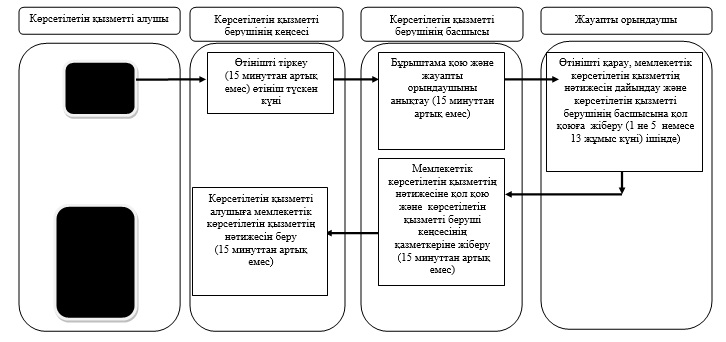 Көрсетілетін қызметті алушы
Көрсетілетін қызметті
берушінің кеңсесі
Көрсетілетін қызметті
берушінің басшысы
Жауапты орындаушы
Өтінішті тіркеу
(15 минуттан артық
емес) өтініш түскен
күні
Бұрыштама қою және
жауапты
орындаушыны
анықтау (15 минуттан
артық емес)
Өтінішті қарау, мемлекеттік
көрсетілетін қызметтің
нәтижесін дайындау және
көрсетілетін қызметті
берушінің басшысына қол
қоюға жіберу (1 не 5 немесе
13 жұмыс күні) ішінде)
Мемлекеттік
көрсетілетін қызметтің
нәтижесіне қол қою
және көрсетілетін
қызметті беруші
кеңсесінің
қазметкеріне жіберу
(15 минуттан артық
емес)
Көрсетілетін қызметті
алушыға мемлекеттік
көрсетілетін қызметтің
нәтижесін беру
(15 минуттан артық
емес)